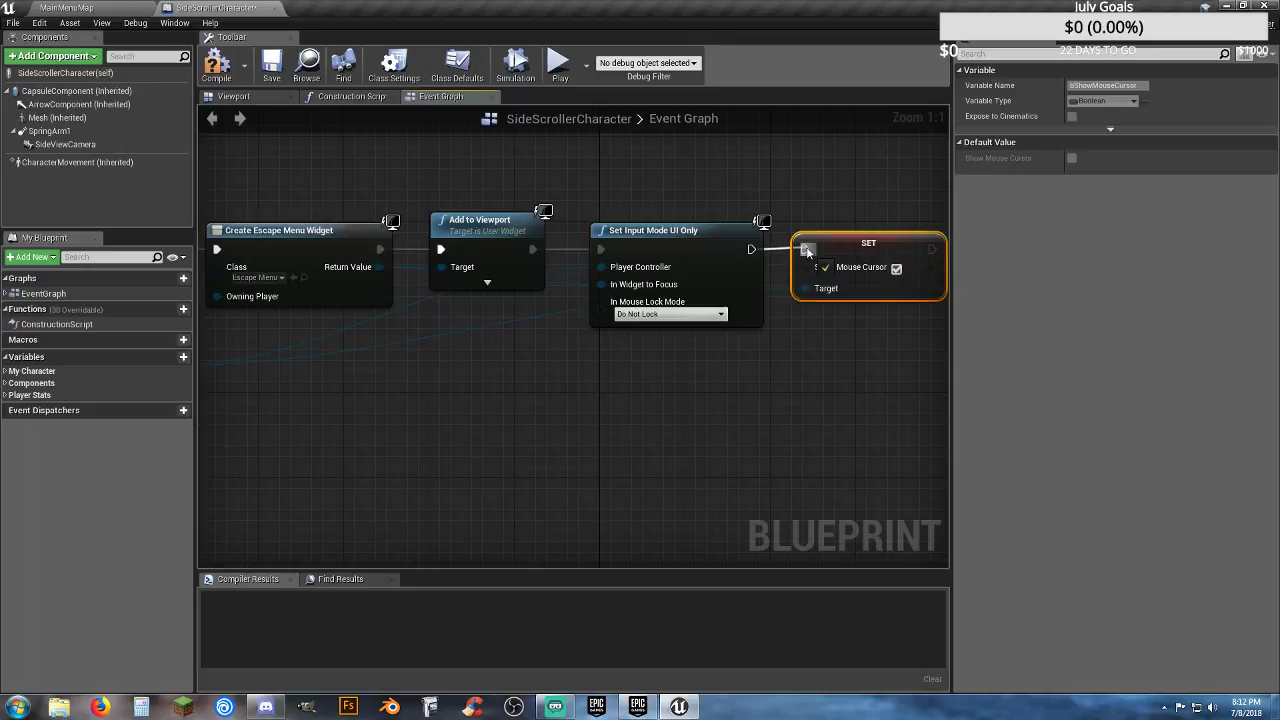 MainMenuMap
SideScrollerCharacter
File Edit Asset View Debug Window Help
July Goals
$0 (0.00%)
$0
22 DAYS TO GO
$1000
Components
Toolbar
Add Component
Search
SideScrollerCharacter(self)
CapsuleComponent (Inherited)
ArrowComponent (Inherited)
Mesh (Inherited)
SpringArm1
SideViewCamera
CharacterMovement (Inherited)
Compile
Save
Browse
Find
Class Settings
Class Defaults
Simulation
Play
No debug object selected
Debug Filter
Viewport
Construction Scrip
Event Graph
SideScrollerCharacter > Event Graph
Zoom 1:1
Create Escape Menu Widget
Class
Escape Menu
Return Value
Owning Player
Add to Viewport
Target is User Widget
Target
Set Input Mode UI Only
Player Controller
In Widget to Focus
In Mouse Lock Mode
Do Not Lock
SET
Mouse Cursor
Target
BLUEPRINT
My Blueprint
Add New
Search
Graphs
EventGraph
Functions (30 Overridable)
ConstructionScript
Macros
Variables
My Character
Components
Player Stats
Event Dispatchers
Search
Variable
Variable Name
bShowMouseCursor
Variable Type
Boolean
Expose to Cinematics
Default Value
Show Mouse Cursor
Compiler Results
Find Results
Clear
Fs
EPIC GAMES
EPIC GAMES
8:12 PM
7/8/2018